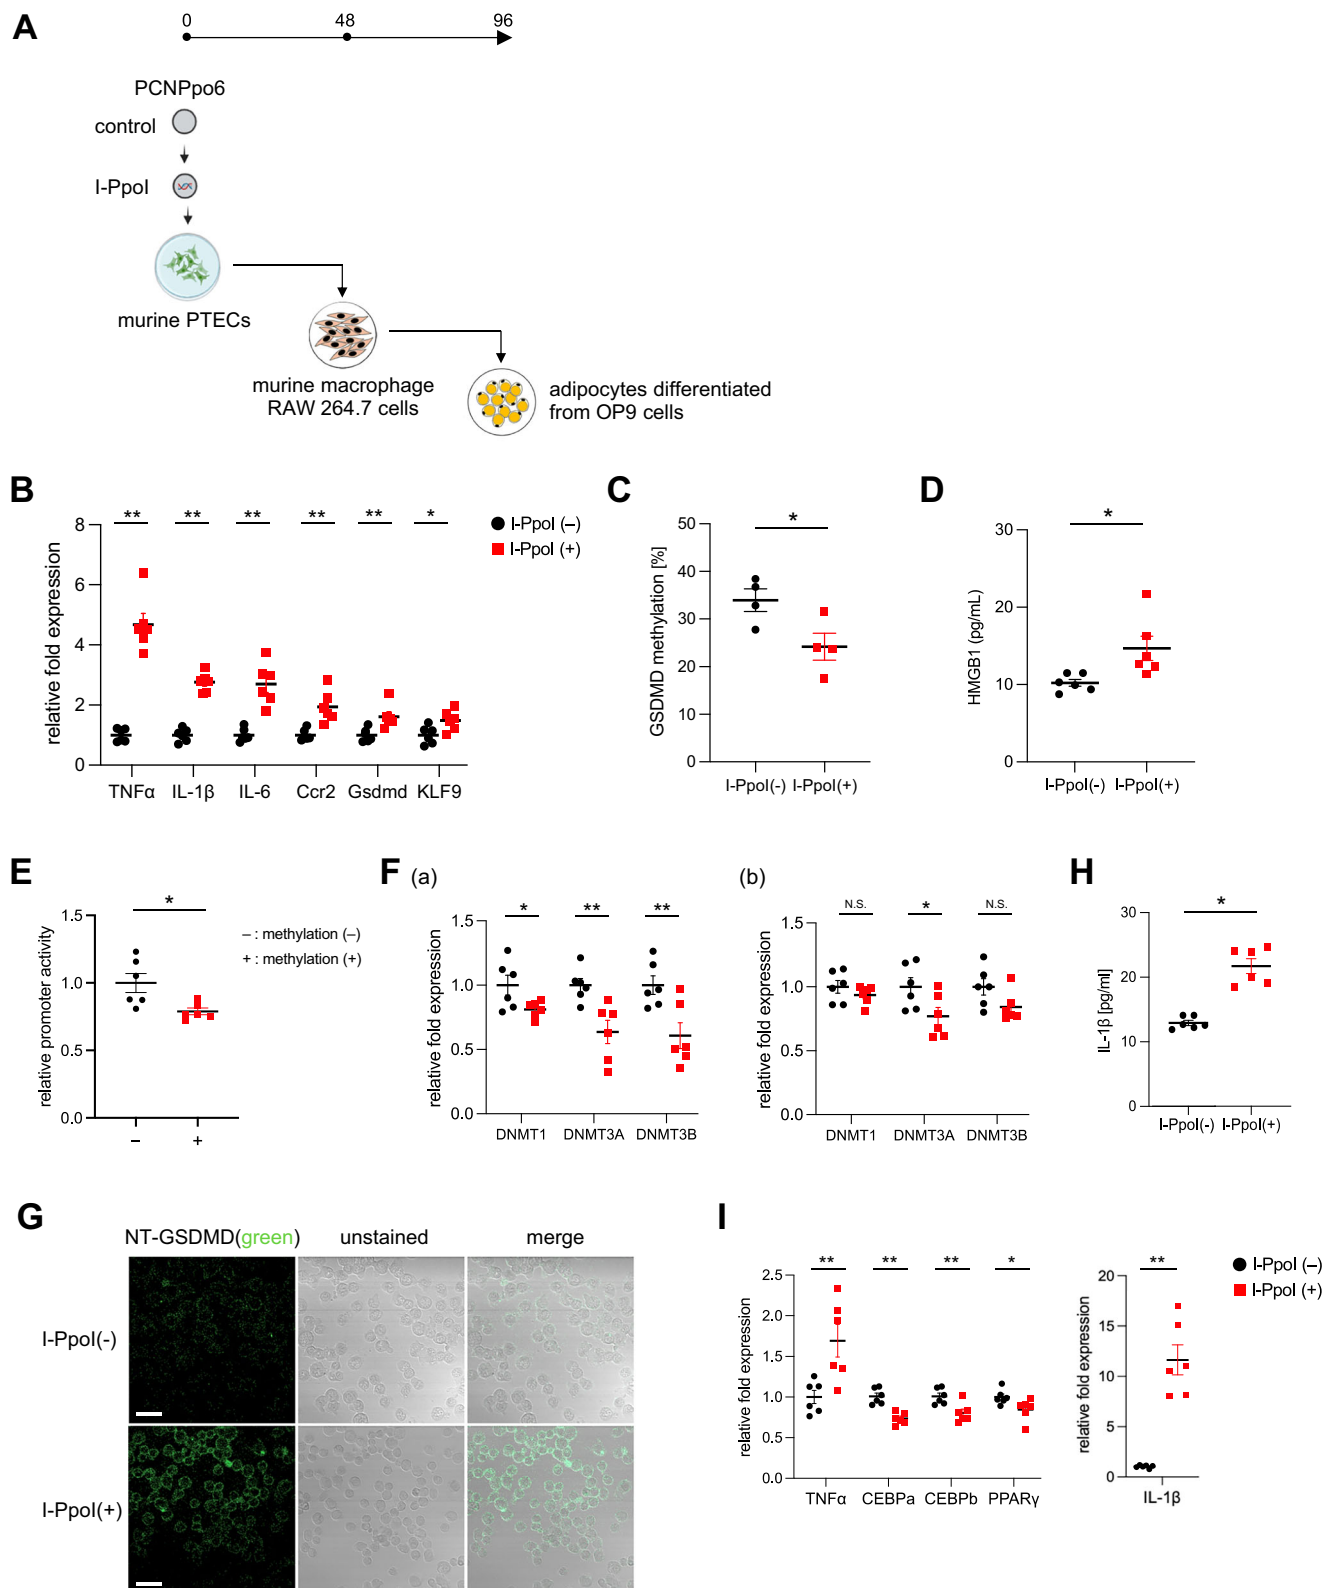 A
0 48 96
PCNPpo6
control
I-PpoI
murine PTECs
murine macrophage
RAW 264.7 cells
adipocytes differentiated
from OP9 cells
B
relative fold expression
8
6
4
2
0
** ** ** ** ** *
TNFα IL-1β IL-6 Ccr2 Gsdmd KLF9
I-PpoI (–)
I-PpoI (+)
C
GSDMD methylation [%]
50
40
30
20
10
0
*
I-PpoI(-) I-PpoI(+)
D
HMGB1 (pg/mL)
30
20
10
0
*
I-PpoI(-) I-PpoI(+)
E
relative promoter activity
1.5
1.0
0.5
0.0
*
– +
– : methylation (–)
+ : methylation (+)
F
(a)
relative fold expression
1.5
1.0
0.5
0.0
* ** **
DNMT1 DNMT3A DNMT3B
(b)
relative fold expression
1.5
1.0
0.5
0.0
N.S. * N.S.
DNMT1 DNMT3A DNMT3B
H
IL-1β [pg/ml]
30
20
10
0
*
I-PpoI(-) I-PpoI(+)
G
NT-GSDMD(green) unstained merge
I-PpoI(-)
I-PpoI(+)
I
relative fold expression
2.5
2.0
1.5
1.0
0.5
0.0
** ** ** *
TNFα CEBPa CEBPb PPARγ
relative fold expression
20
15
10
5
0
**
IL-1β
I-PpoI (–)
I-PpoI (+)